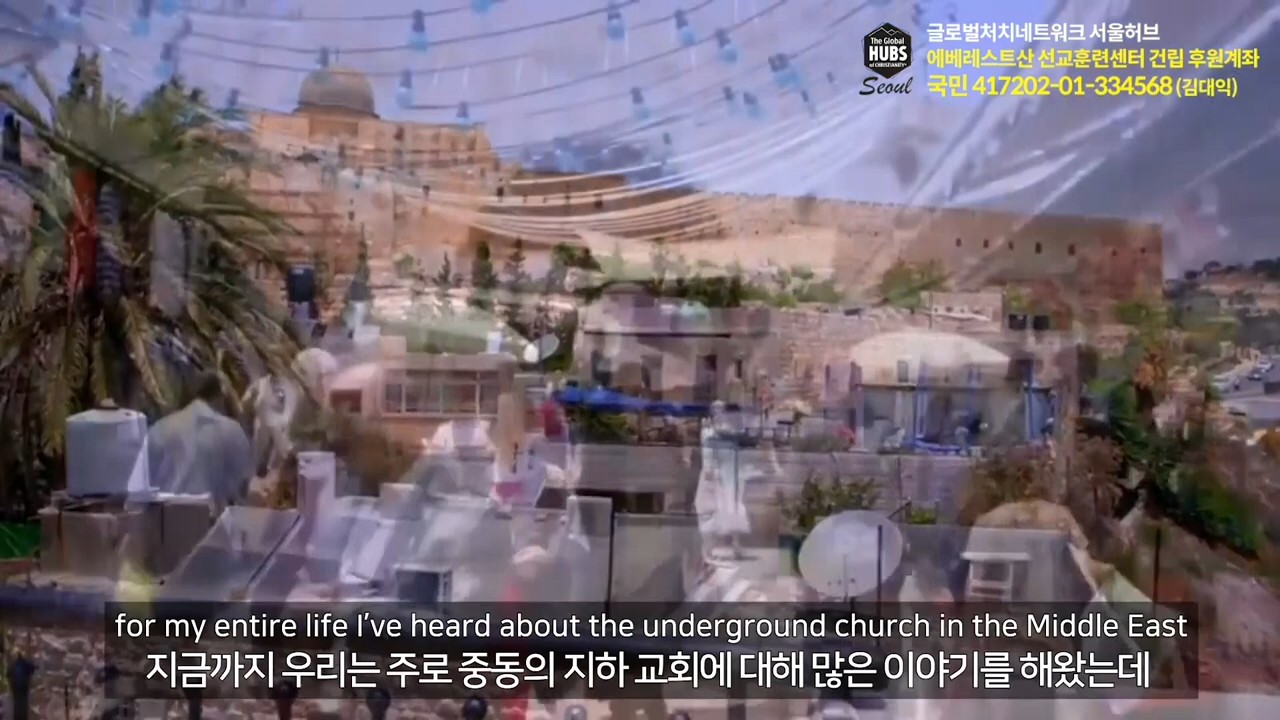 The Global
HUBS
of CHRISTIANITY
Seoul
글로벌처치네트워크 서울허브
에베레스트산 선교훈련센터 건립 후원계좌
국민 417202-01-334568 (김대익)
for my entire life I've heard about the underground church in the Middle East
지금까지 우리는 주로 중동의 지하 교회에 대해 많은 이야기를 해왔는데